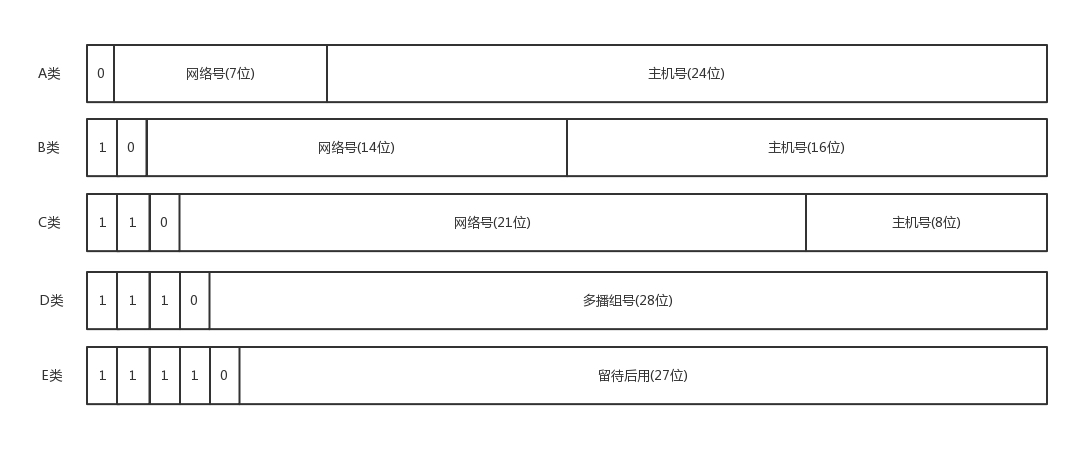 A类 0 网络号(7位) 主机号(24位)
B类 1 0 网络号(14位) 主机号(16位)
C类 1 1 0 网络号(21位) 主机号(8位)
D类 1 1 1 0 多播组号(28位)
E类 1 1 1 1 0 留待后用(27位)